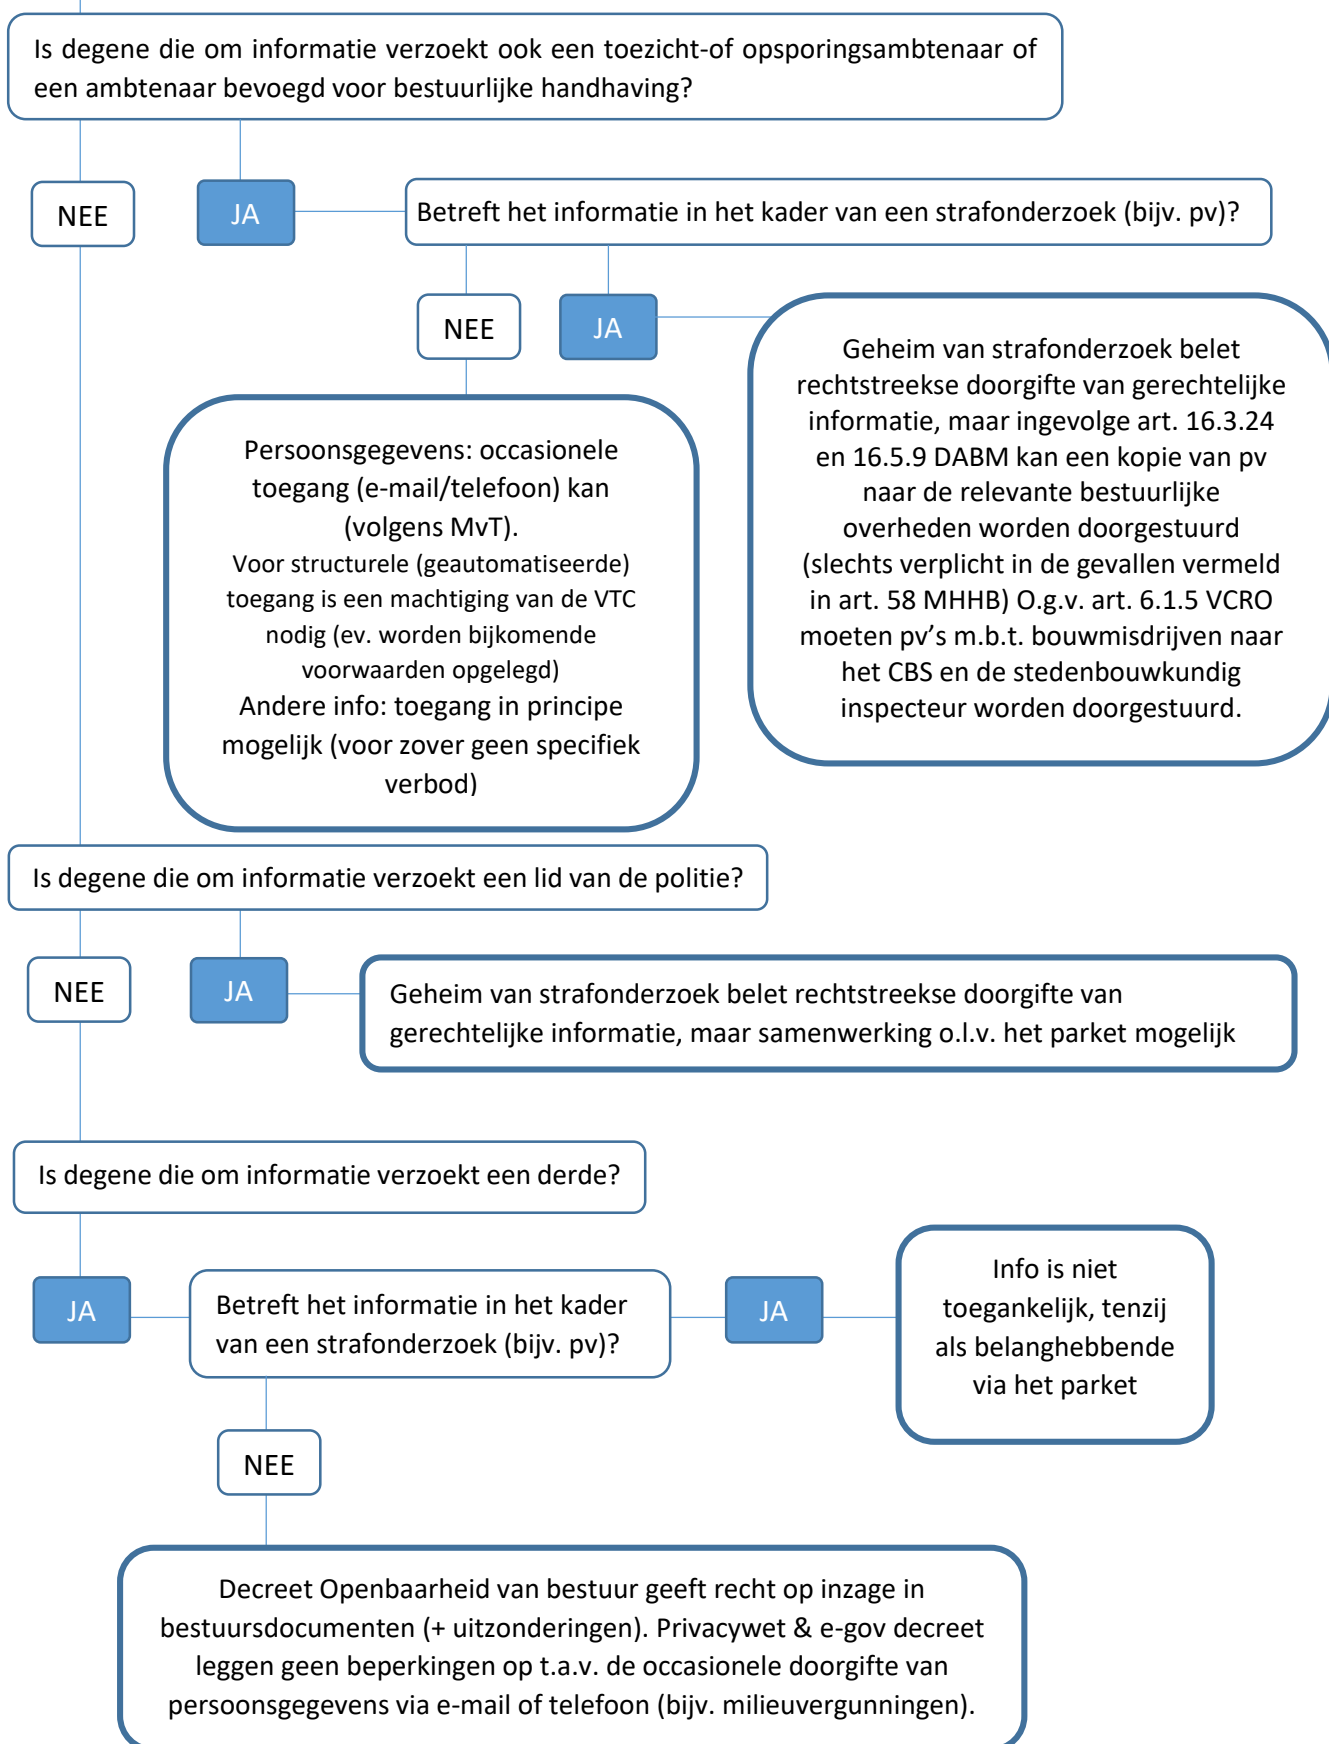 Is degene die om informatie verzoekt ook een toezicht-of opsporingsambtenaar of
een ambtenaar bevoegd voor bestuurlijke handhaving?
NEE
JA
Betreft het informatie in het kader van een strafonderzoek (bijv. pv)?
NEE
JA
Geheim van strafonderzoek belet
rechtstreekse doorgifte van gerechtelijke
informatie, maar ingevolge art. 16.3.24
en 16.5.9 DABM kan een kopie van pv
naar de relevante bestuurlijke
overheden worden doorgestuurd
(slechts verplicht in de gevallen vermeld
in art. 58 MHHB) O.g.v. art. 6.1.5 VCRO
moeten pv's m.b.t. bouwmisdrijven naar
het CBS en de stedenbouwkundig
inspecteur worden doorgestuurd.
Persoonsgegevens: occasionele
toegang (e-mail/telefoon) kan
(volgens MvT).
Voor structurele (geautomatiseerde)
toegang is een machtiging van de VTC
nodig (ev. worden bijkomende
voorwaarden opgelegd)
Andere info: toegang in principe
mogelijk (voor zover geen specifiek
verbod)
Is degene die om informatie verzoekt een lid van de politie?
NEE
JA
Geheim van strafonderzoek belet rechtstreekse doorgifte van
gerechtelijke informatie, maar samenwerking o.l.v. het parket mogelijk
Is degene die om informatie verzoekt een derde?
JA
Betreft het informatie in het kader
van een strafonderzoek (bijv. pv)?
JA
Info is niet
toegankelijk, tenzij
als belanghebbende
via het parket
NEE
Decreet Openbaarheid van bestuur geeft recht op inzage in
bestuursdocumenten (+ uitzonderingen). Privacywet & e-gov decreet
leggen geen beperkingen op t.a.v. de occasionele doorgifte van
persoonsgegevens via e-mail of telefoon (bijv. milieuvergunningen).